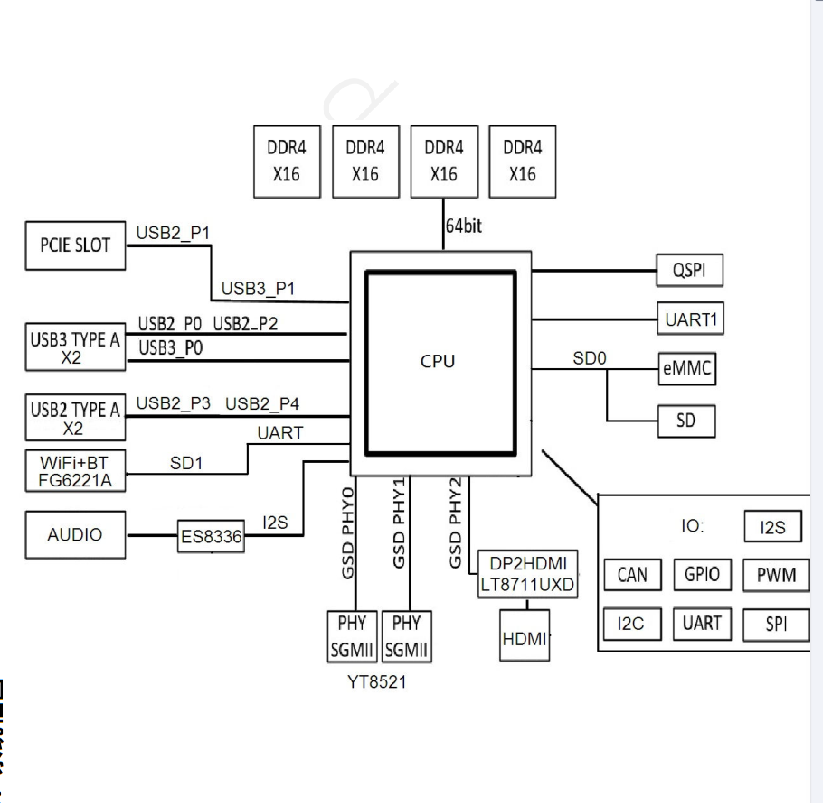 DDR4
X16
DDR4
X16
DDR4
X16
DDR4
X16
64bit
PCIE SLOT
USB2_P1
USB3_P1
USB3 TYPE A
X2
USB2_P0 USB2_P2
USB3_P0
USB2 TYPE A
X2
USB2_P3 USB2_P4
UART
WiFi+BT
FG6221A
SD1
AUDIO
ES8336
I2S
CPU
QSPI
UART1
SD0
eMMC
SD
GSD PHY0
GSD PHY1
GSD PHY2
PHY
SGMII
PHY
SGMII
YT8521
DP2HDMI
LT8711UXD
HDMI
IO:
I2S
CAN
GPIO
PWM
I2C
UART
SPI